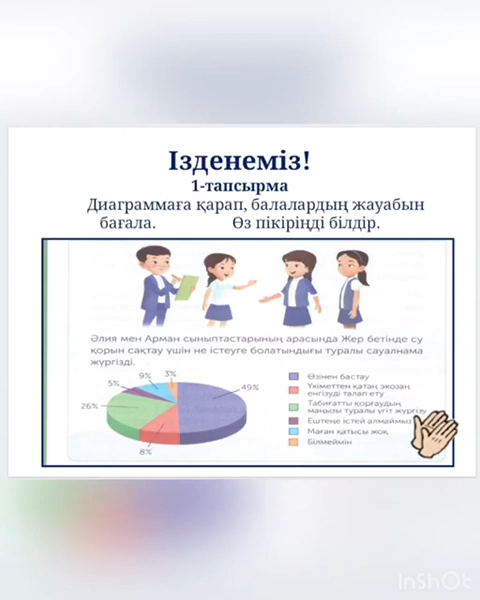 Ізденеміз!
1-тапсырма
Диаграммаға қарап, балалардың жауабын
бағала. Өз пікіріңді білдір.
Әлия мен Арман сыныптастарының арасында Жер бетінде су
қорын сақтау үшін не істеуге болатындығы туралы сауалнама
жүргізді.
3%
9%
5%
49%
26%
8%
Өзінен бастау
Үкіметтен қатаң экозаң
енгізуді талап ету
Табиғатты қорғаудың
маңызы туралы үгіт жүргізу
Ештеңе істей алмаймыз
Маған қатысы жоқ
Білмеймін
InShOt